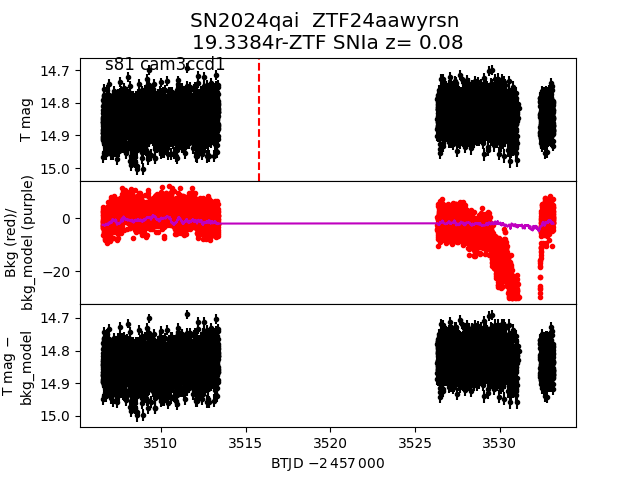 SN2024qai  ZTF24aawyrsn
19.3384r-ZTF SNIa z= 0.08
s81 cam3ccd1
14.7
14.8
14.9
15.0
T mag
0
−20
Bkg (red)/
bkg_model (purple)
14.7
14.8
14.9
15.0
T mag −
bkg_model
3510
3515
3520
3525
3530
BTJD −2 457 000